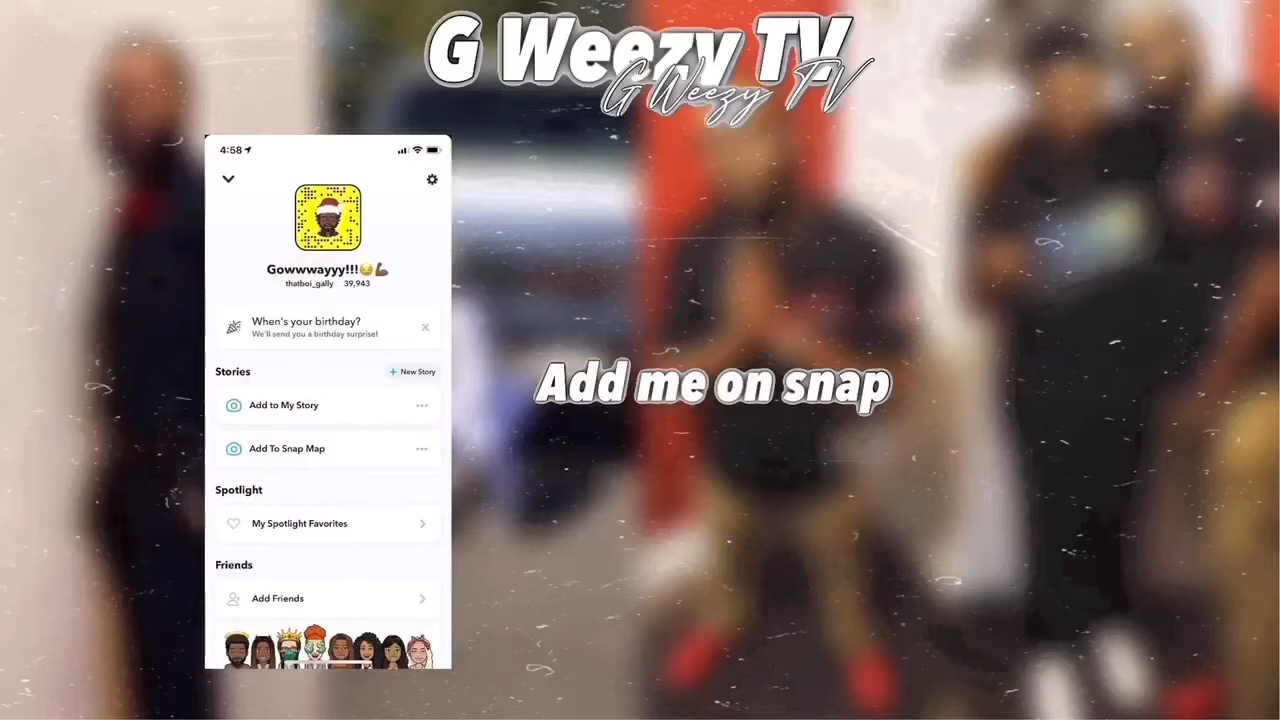 G Weezy TV
G Weezy TV
4:58
Gowwwayyy!!!😒💪🏾
thatboi_gally 39,943
When's your birthday?
We'll send you a birthday surprise!
Stories
+ New Story
Add to My Story
Add To Snap Map
Spotlight
My Spotlight Favorites
Friends
Add Friends
Add me on snap